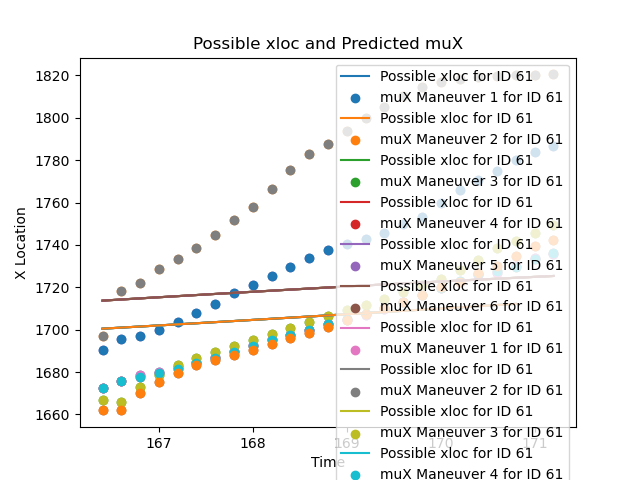 Possible xloc and Predicted muX
X Location
1820
1800
1780
1760
1740
1720
1700
1680
1660
167
168
169
170
171
Time
Possible xloc for ID 61
muX Maneuver 1 for ID 61
Possible xloc for ID 61
muX Maneuver 2 for ID 61
Possible xloc for ID 61
muX Maneuver 3 for ID 61
Possible xloc for ID 61
muX Maneuver 4 for ID 61
Possible xloc for ID 61
muX Maneuver 5 for ID 61
Possible xloc for ID 61
muX Maneuver 6 for ID 61
Possible xloc for ID 61
muX Maneuver 1 for ID 61
Possible xloc for ID 61
muX Maneuver 2 for ID 61
Possible xloc for ID 61
muX Maneuver 3 for ID 61
Possible xloc for ID 61
muX Maneuver 4 for ID 61